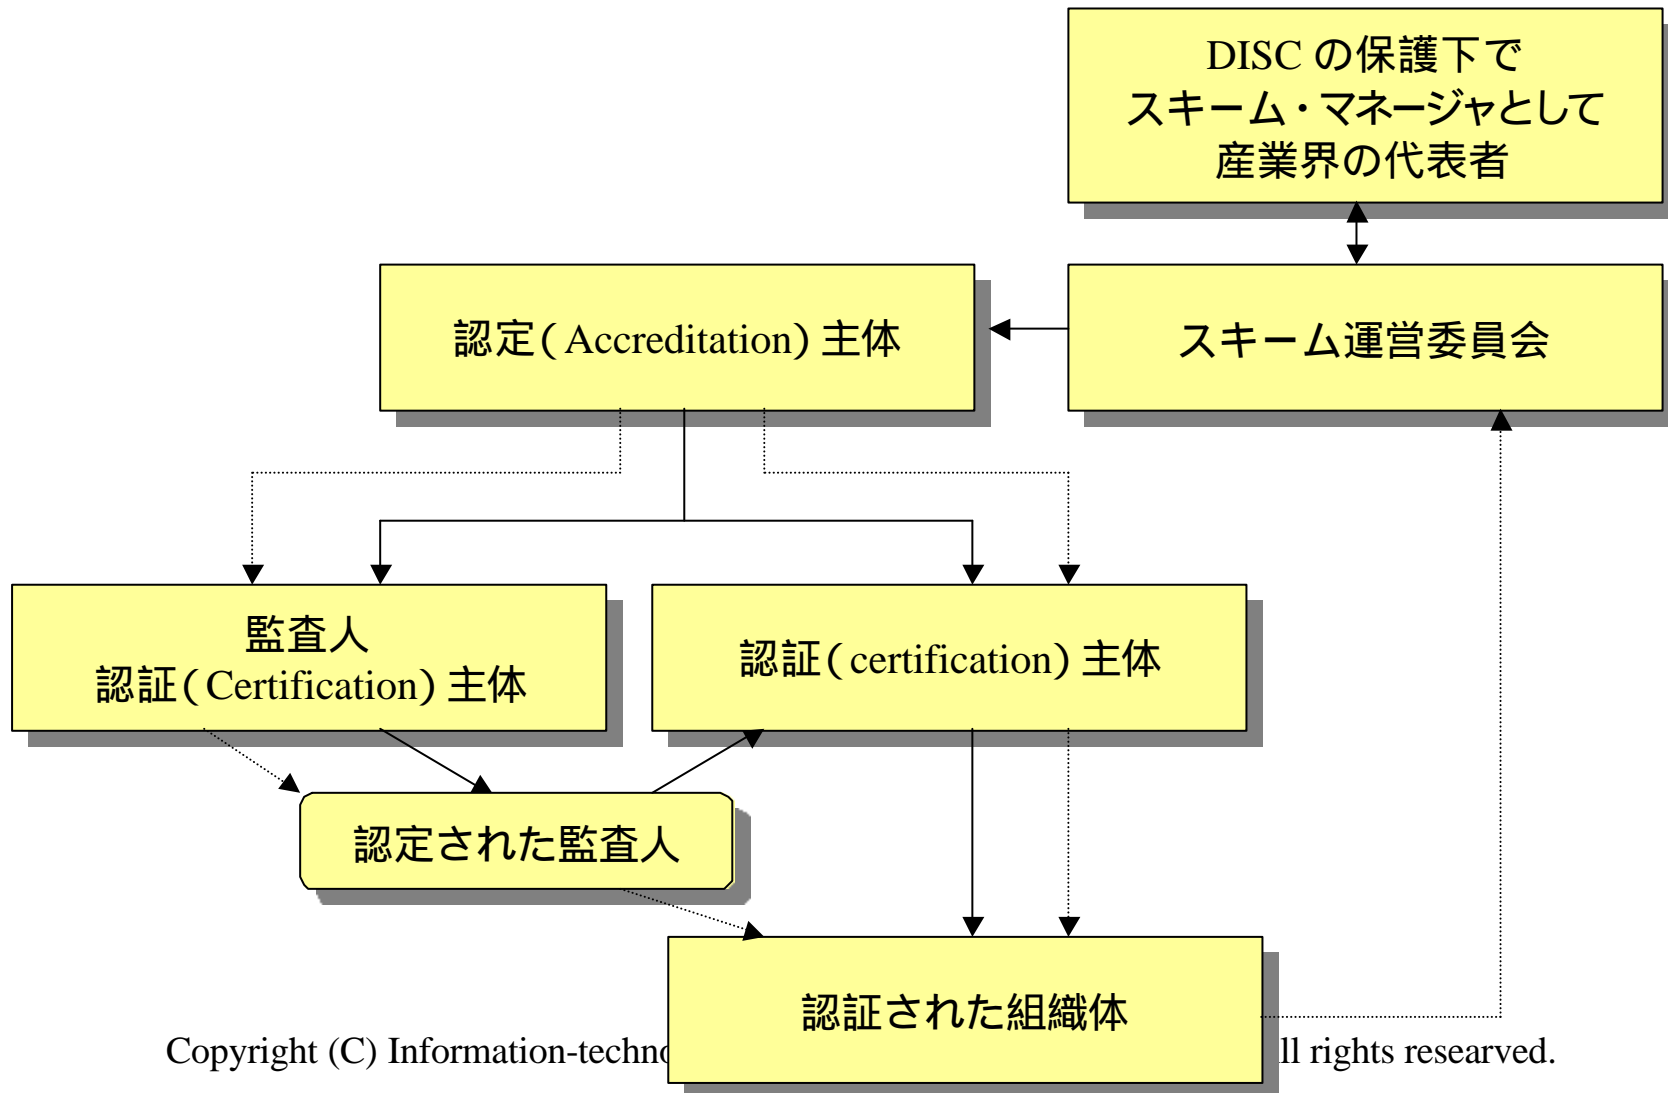 DISC の保護下で
スキーム・マネージャとして
産業界の代表者
認定(Accreditation)主体
スキーム運営委員会
監査人
認証(Certification)主体
認証(certification)主体
認定された監査人
認証された組織体
Copyright (C) Information-techno ll rights researved.